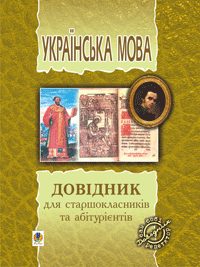 УКРАЇНСЬКА МОВА
ДОВІДНИК
для старшокласників
та абітурієнтів